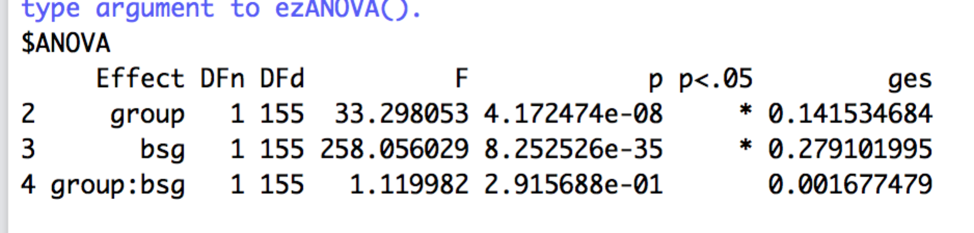 type argument to ezANOVA().
$ANOVA
Effect DFn DFd F p p<.05 ges
2 group 1 155 33.298053 4.172474e-08 * 0.141534684
3 bsg 1 155 258.056029 8.252526e-35 * 0.279101995
4 group:bsg 1 155 1.119982 2.915688e-01 0.001677479